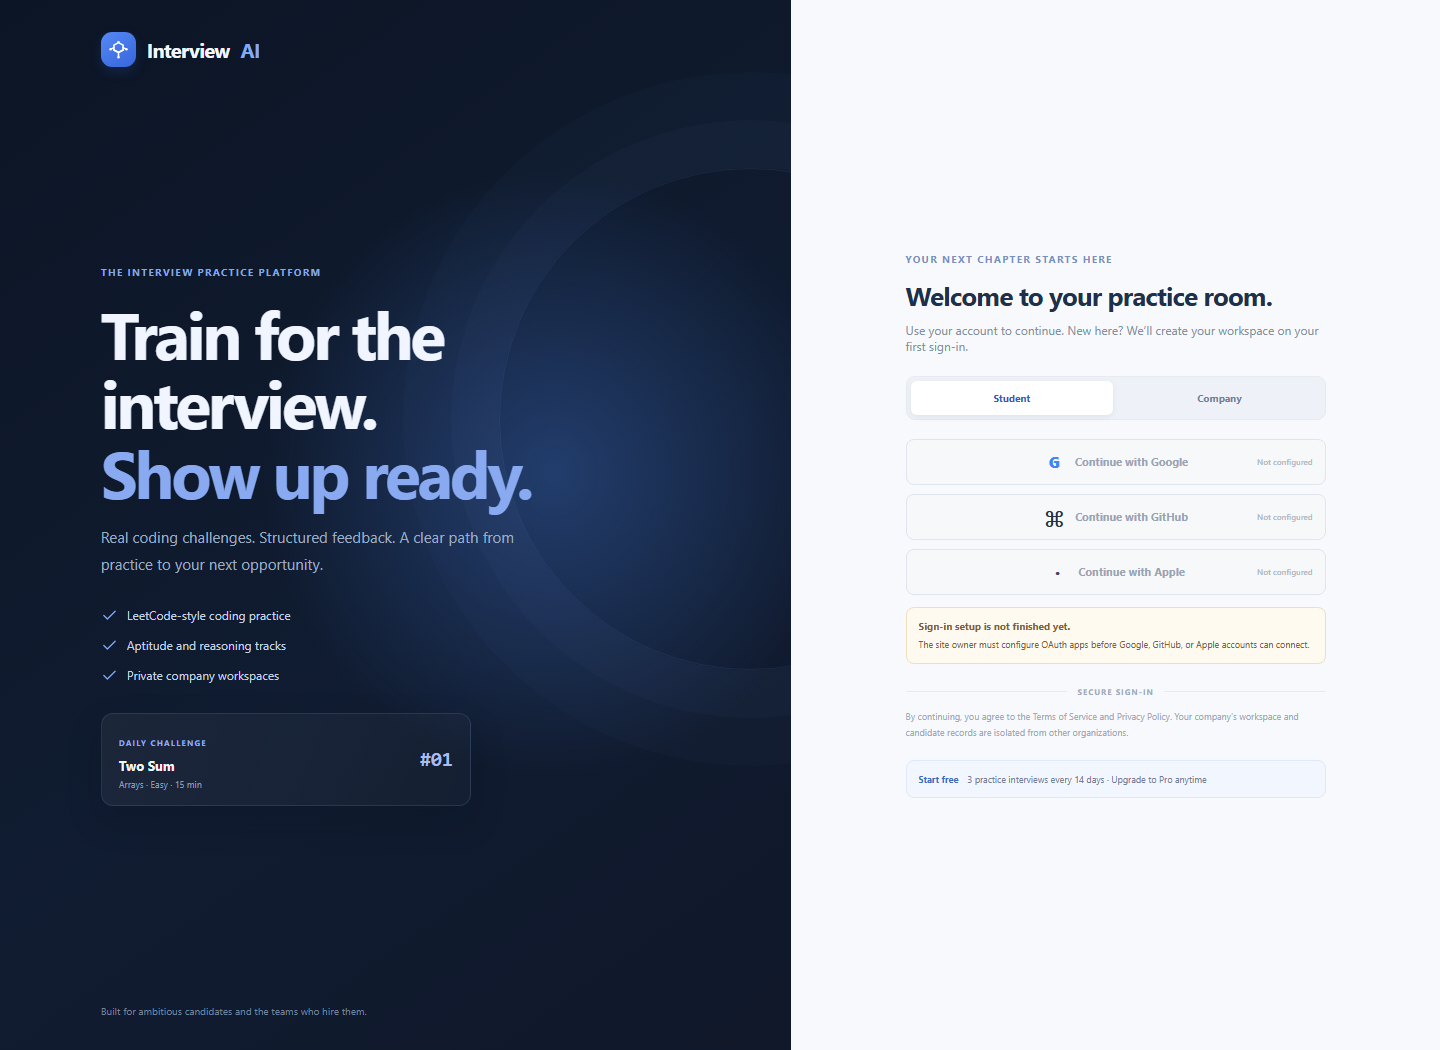 Interview AI
THE INTERVIEW PRACTICE PLATFORM
Train for the
interview.
Show up ready.
Real coding challenges. Structured feedback. A clear path from
practice to your next opportunity.
LeetCode-style coding practice
Aptitude and reasoning tracks
Private company workspaces
DAILY CHALLENGE
Two Sum
Arrays · Easy · 15 min
#01
Built for ambitious candidates and the teams who hire them.
YOUR NEXT CHAPTER STARTS HERE
Welcome to your practice room.
Use your account to continue. New here? We’ll create your workspace on your
first sign-in.
Student
Company
G Continue with Google Not configured
⌘ Continue with GitHub Not configured
Continue with Apple Not configured
Sign-in setup is not finished yet.
The site owner must configure OAuth apps before Google, GitHub, or Apple accounts can connect.
SECURE SIGN-IN
By continuing, you agree to the Terms of Service and Privacy Policy. Your company's workspace and
candidate records are isolated from other organizations.
Start free 3 practice interviews every 14 days · Upgrade to Pro anytime